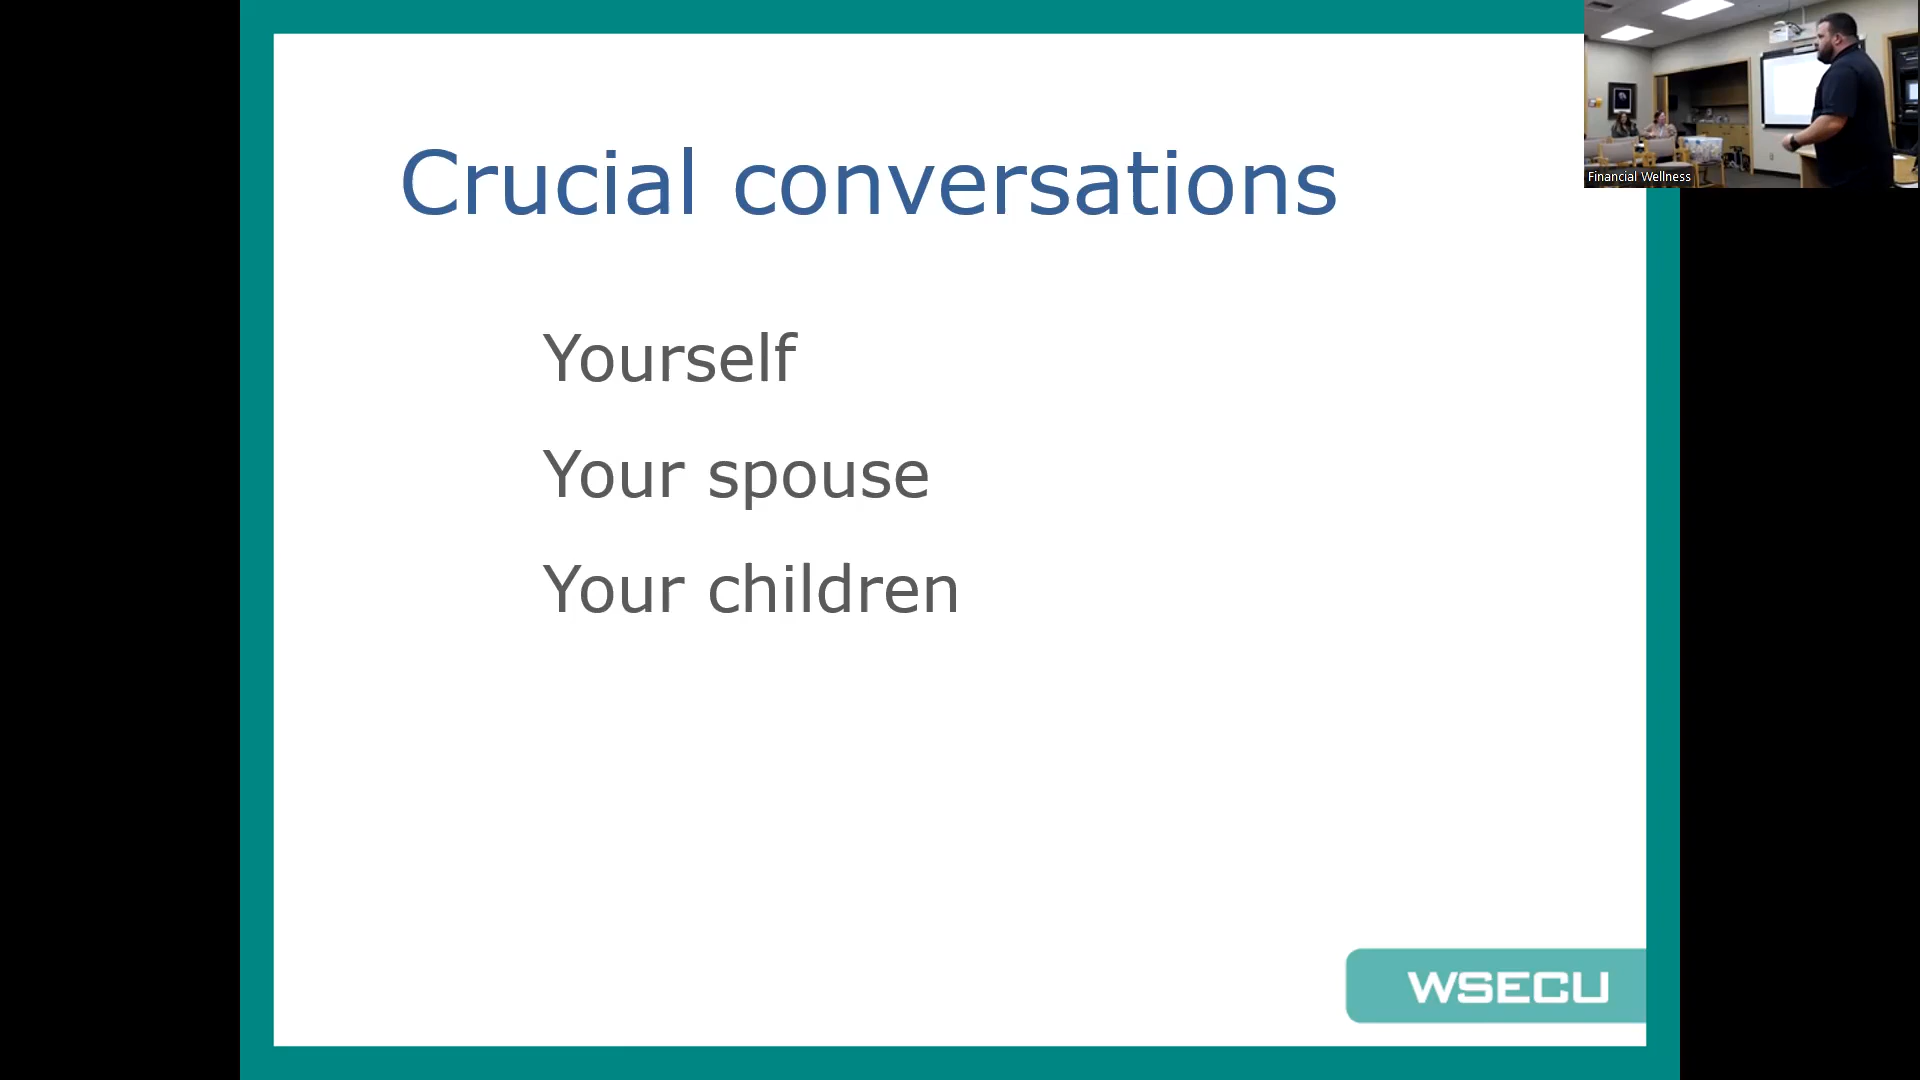 Crucial conversations
Yourself
Your spouse
Your children
WSECU
Financial Wellness